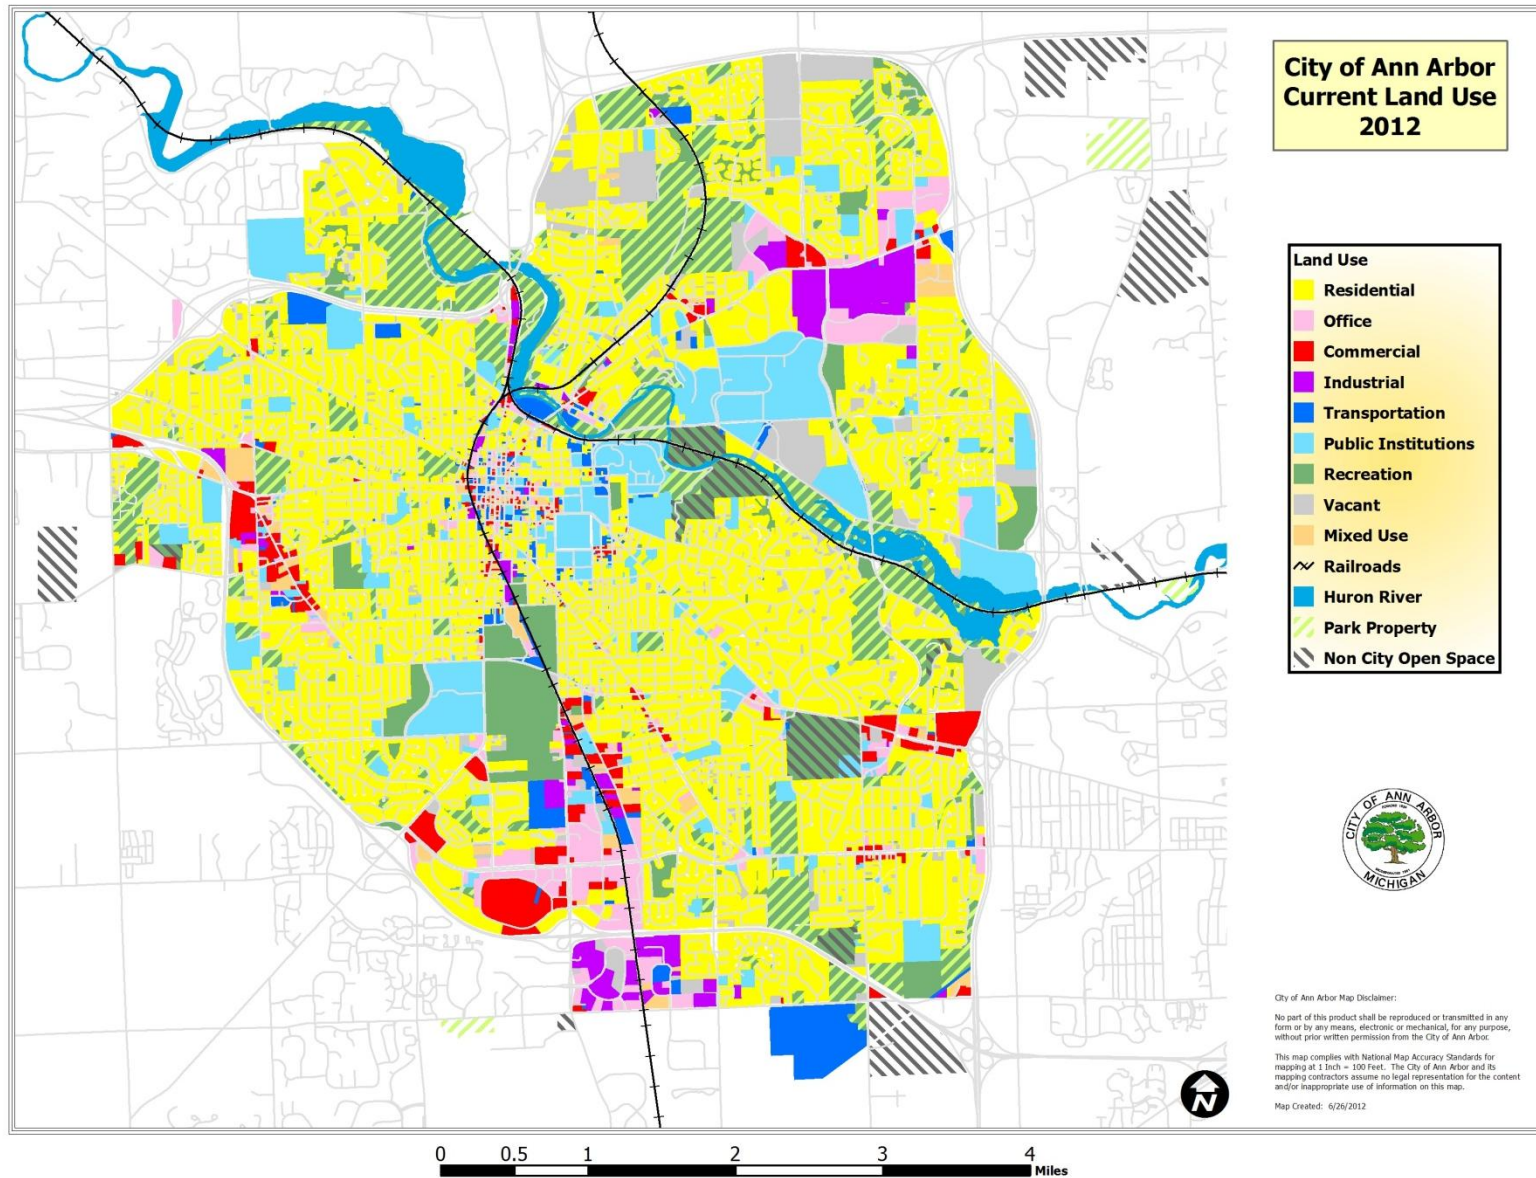 City of Ann Arbor
Current Land Use
2012
Land Use
Residential
Office
Commercial
Industrial
Transportation
Public Institutions
Recreation
Vacant
Mixed Use
Railroads
Huron River
Park Property
Non City Open Space
CITY OF ANN ARBOR
MICHIGAN
City of Ann Arbor Map Disclaimer:
No part of this product shall be reproduced or transmitted in any
form or by any means, electronic or mechanical, for any purpose,
without prior written permission from the City of Ann Arbor.
This map complies with National Map Accuracy Standards for
mapping at 1 Inch = 100 Feet. The City of Ann Arbor and its
mapping contractors assume no legal representation for the content
and/or inappropriate use of information on this map.
Map Created: 6/26/2012
N
0 0.5 1 2 3 4
Miles